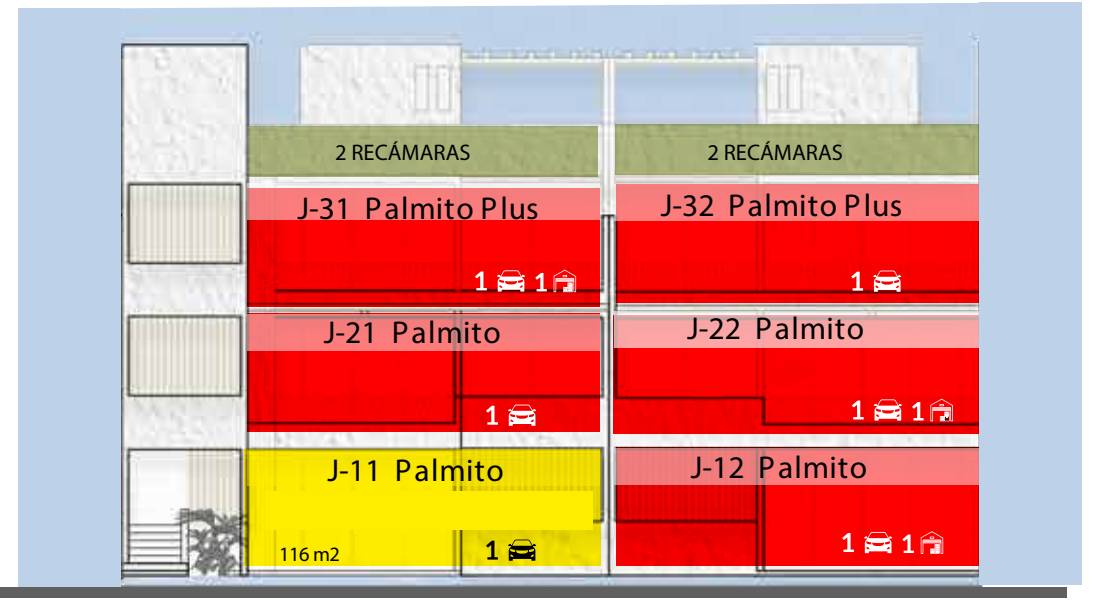 2 RECÁMARAS
2 RECÁMARAS
J-31 Palmito Plus
J-32 Palmito Plus
1 1
1
J-21 Palmito
J-22 Palmito
1
1 1
J-11 Palmito
J-12 Palmito
116 m2
1
1 1